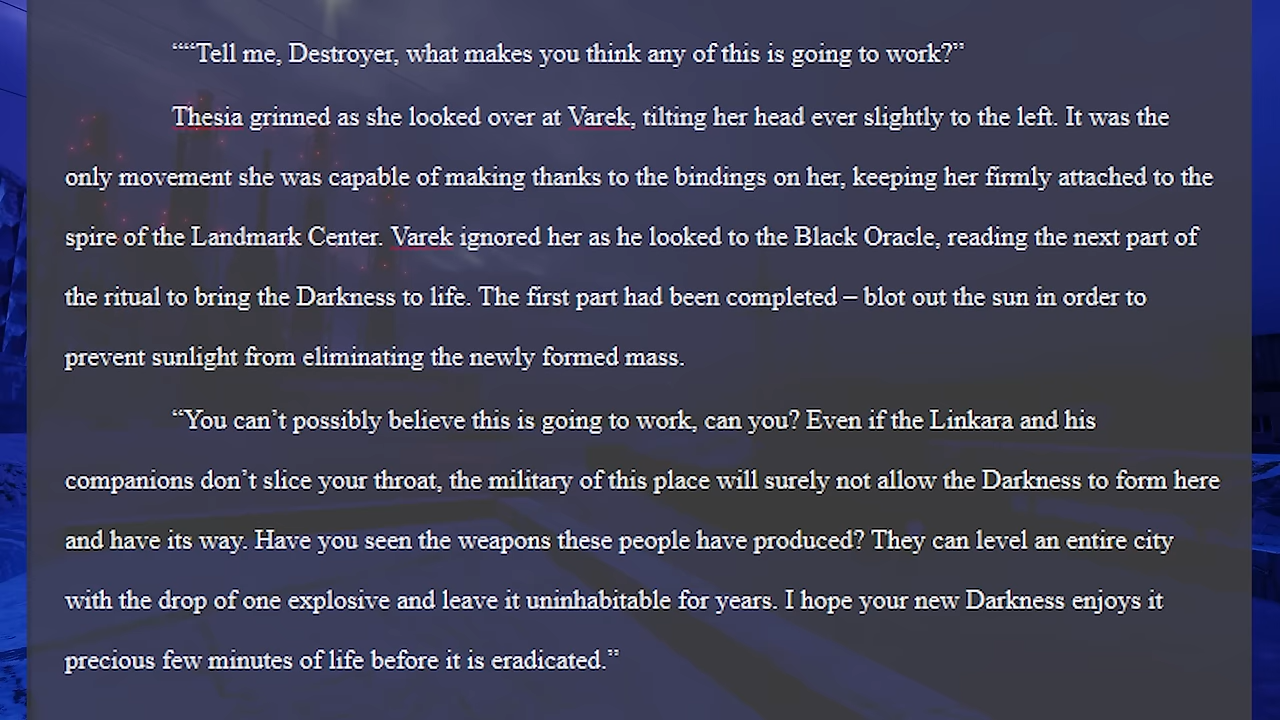 ““Tell me, Destroyer, what makes you think any of this is going to work?”
Thesia grinned as she looked over at Varek, tilting her head ever slightly to the left. It was the
only movement she was capable of making thanks to the bindings on her, keeping her firmly attached to the
spire of the Landmark Center. Varek ignored her as he looked to the Black Oracle, reading the next part of
the ritual to bring the Darkness to life. The first part had been completed – blot out the sun in order to
prevent sunlight from eliminating the newly formed mass.
“You can’t possibly believe this is going to work, can you? Even if the Linkara and his
companions don’t slice your throat, the military of this place will surely not allow the Darkness to form here
and have its way. Have you seen the weapons these people have produced? They can level an entire city
with the drop of one explosive and leave it uninhabitable for years. I hope your new Darkness enjoys it
precious few minutes of life before it is eradicated.”